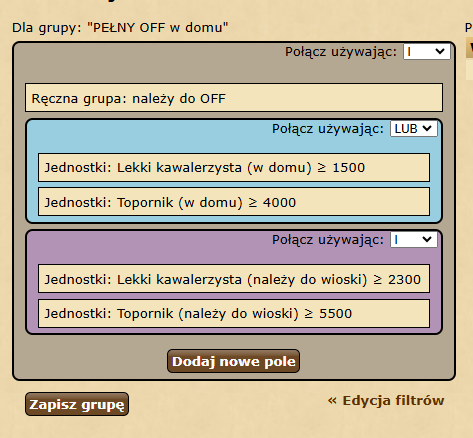 Dla grupy: "PEŁNY OFF w domu"
Połącz używając: I
Ręczna grupa: należy do OFF
Połącz używając: LUB
Jednostki: Lekki kawalerzysta (w domu) ≥ 1500
Jednostki: Topornik (w domu) ≥ 4000
Połącz używając: I
Jednostki: Lekki kawalerzysta (należy do wioski) ≥ 2300
Jednostki: Topornik (należy do wioski) ≥ 5500
Dodaj nowe pole
Zapisz grupę
« Edycja filtrów